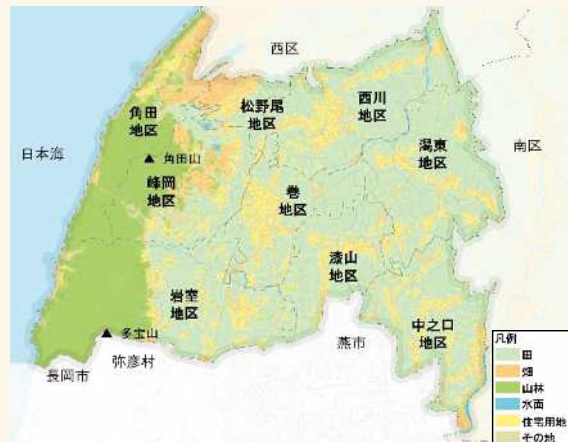 西区
角田
地区
松野尾
地区
西川
地区
日本海
▲ 角田山
潟東
地区
南区
峰岡
地区
巻
地区
漆山
地区
岩室
地区
中之口
地区
▲ 多宝山
燕市
弥彦村
長岡市
凡例
田
畑
山林
水面
住宅用地
その他